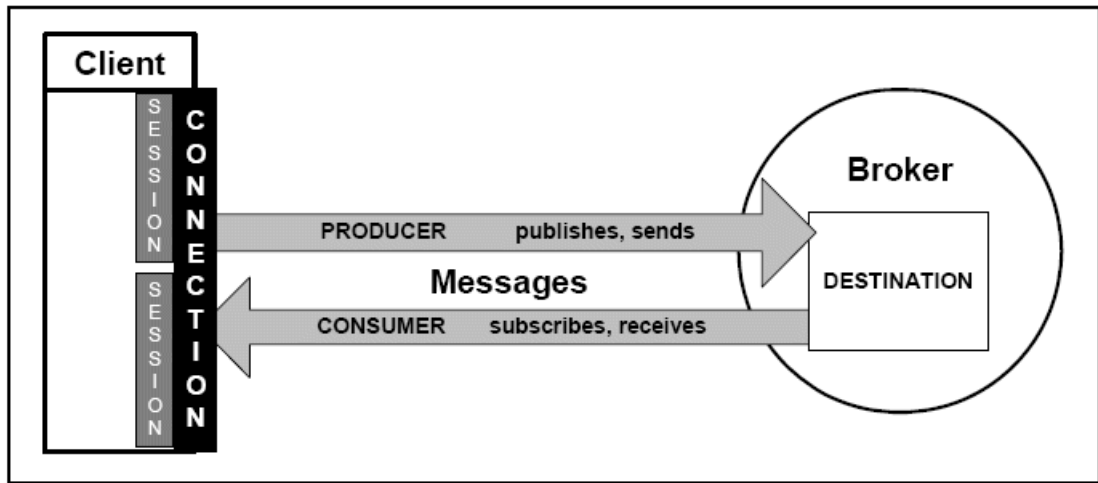 Client
SESSION
CONNECTION
SESSION
Broker
PRODUCER publishes, sends
Messages
DESTINATION
CONSUMER subscribes, receives